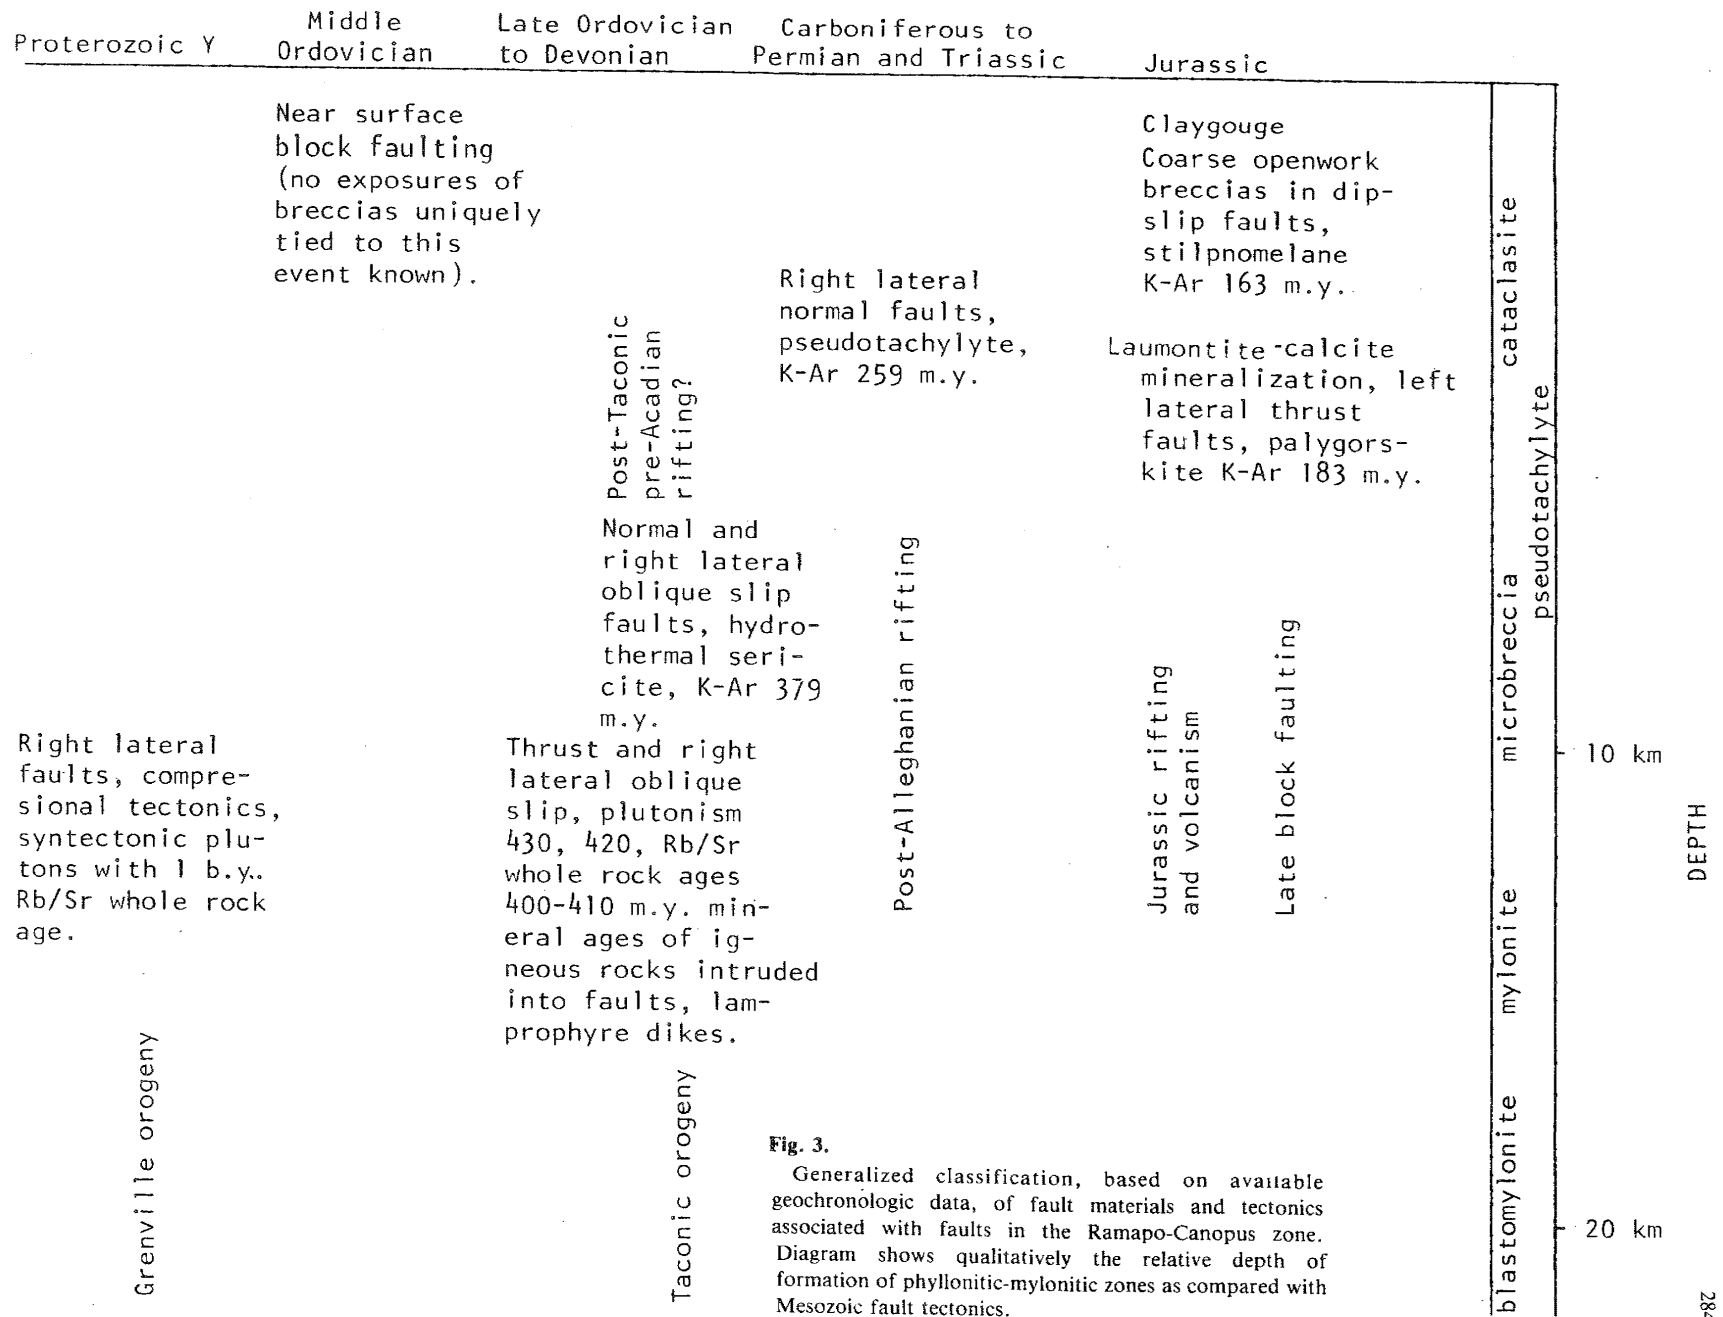 Proterozoic Y
Middle
Ordovician
Late Ordovician
to Devonian
Carboniferous to
Permian and Triassic
Jurassic
Near surface
block faulting
(no exposures of
breccias uniquely
tied to this
event known).
Claygouge
Coarse openwork
breccias in dip-
slip faults,
stilpnomelane
K-Ar 163 m.y.
Right lateral
normal faults,
pseudotachylyte,
K-Ar 259 m.y.
Laumontite-calcite
mineralization, left
lateral thrust
faults, palygors-
kite K-Ar 183 m.y.
Post-Taconic
pre-Acadian
rifting?
Normal and
right lateral
oblique slip
faults, hydro-
thermal seri-
cite, K-Ar 379
m.y.
Post-Alleghanian rifting
Jurassic rifting
and volcanism
Late block faulting
Right lateral
faults, compre-
sional tectonics,
syntectonic plu-
tons with 1 b.y..
Rb/Sr whole rock
age.
Thrust and right
lateral oblique
slip, plutonism
430, 420, Rb/Sr
whole rock ages
400-410 m.y. min-
eral ages of ig-
neous rocks intruded
into faults, lam-
prophyre dikes.
Grenville orogeny
Taconic orogeny
cataclasite
pseudotachylyte
microbreccia
mylonite
blastomylonite
10 km
20 km
DEPTH
Fig. 3.
Generalized classification, based on available
geochronologic data, of fault materials and tectonics
associated with faults in the Ramapo-Canopus zone.
Diagram shows qualitatively the relative depth of
formation of phyllonitic-mylonitic zones as compared with
Mesozoic fault tectonics.
284